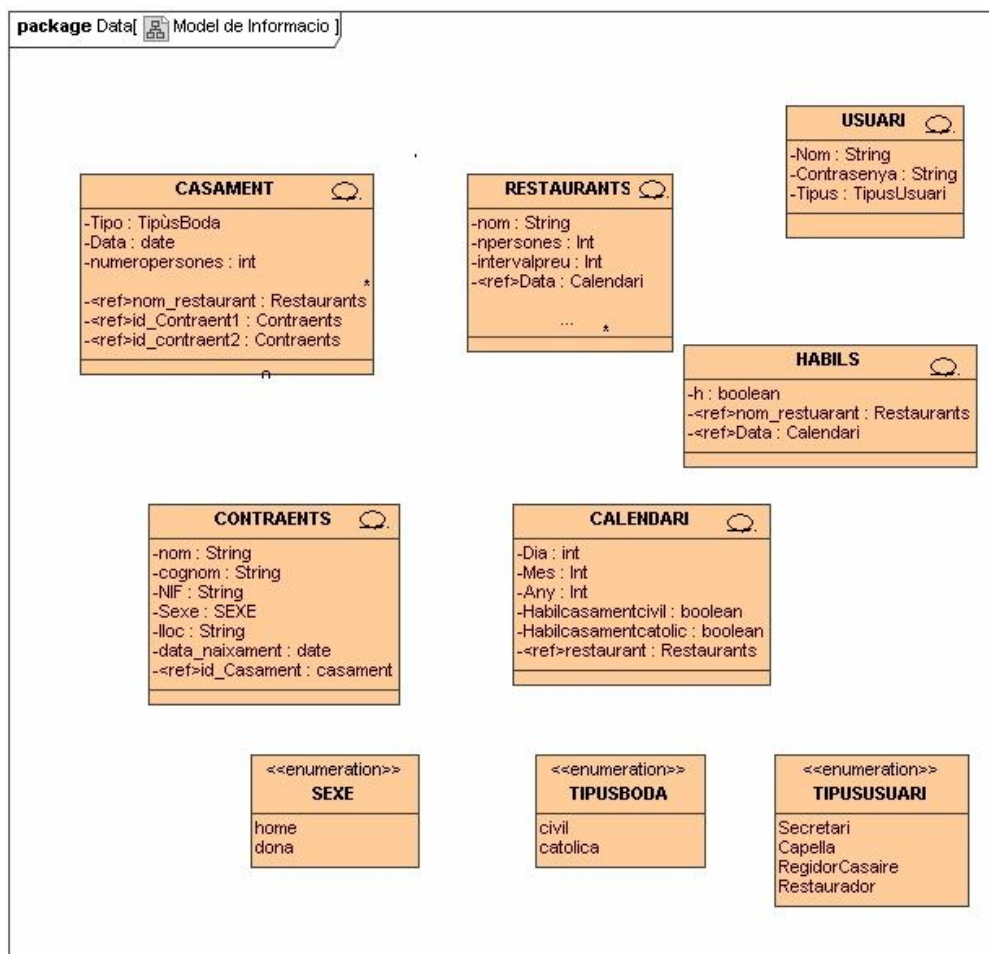 package Data[ Model de Informacio ]
USUARI
-Nom : String
-Contrasenya : String
-Tipus : TipusUsuari
CASAMENT
-Tipo : TipùsBoda
-Data : date
-numeropersones : int
*
-<ref>nom_restaurant : Restaurants
-<ref>id_Contraent1 : Contraents
-<ref>id_contraent2 : Contraents
RESTAURANTS
-nom : String
-npersones : Int
-intervalpreu : Int
-<ref>Data : Calendari
... *
HABILS
-h : boolean
-<ref>nom_restuarant : Restaurants
-<ref>Data : Calendari
CONTRAENTS
-nom : String
-cognom : String
-NIF : String
-Sexe : SEXE
-lloc : String
-data_naixament : date
-<ref>id_Casament : casament
CALENDARI
-Dia : int
-Mes : Int
-Any : Int
-Habilcasamentcivil : boolean
-Habilcasamentcatolic : boolean
-<ref>restaurant : Restaurants
<<enumeration>>
SEXE
home
dona
<<enumeration>>
TIPUSBODA
civil
catolica
<<enumeration>>
TIPUSUSUARI
Secretari
Capella
RegidorCasaire
Restaurador